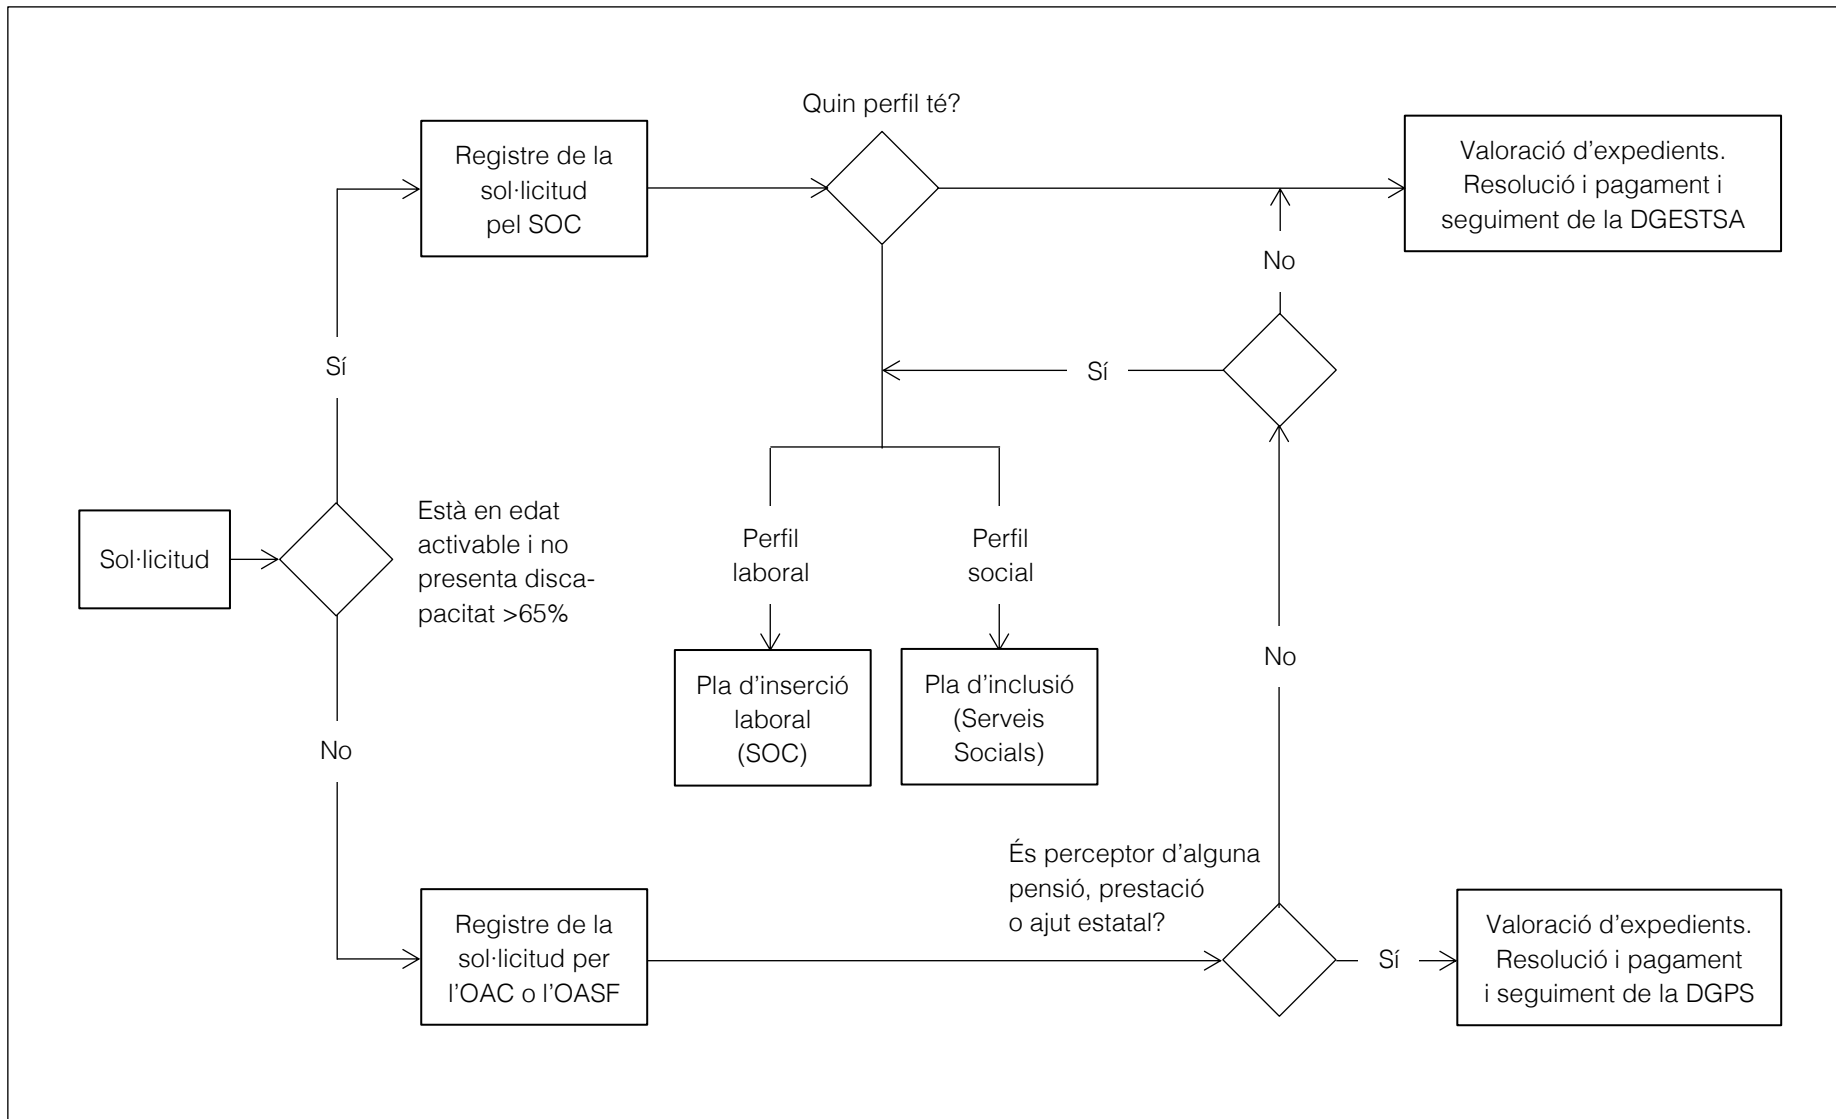 Quin perfil té?
Registre de la
sol·licitud
pel SOC
Valoració d’expedients.
Resolució i pagament i
seguiment de la DGESTSA
No
Sí
Sí
Sol·licitud
Està en edat
activable i no
presenta disca-
pacitat >65%
Perfil
laboral
Perfil
social
No
Pla d’inserció
laboral
(SOC)
Pla d’inclusió
(Serveis
Socials)
No
És perceptor d’alguna
pensió, prestació
o ajut estatal?
Registre de la
sol·licitud per
l’OAC o l’OASF
Sí
Valoració d’expedients.
Resolució i pagament
i seguiment de la DGPS